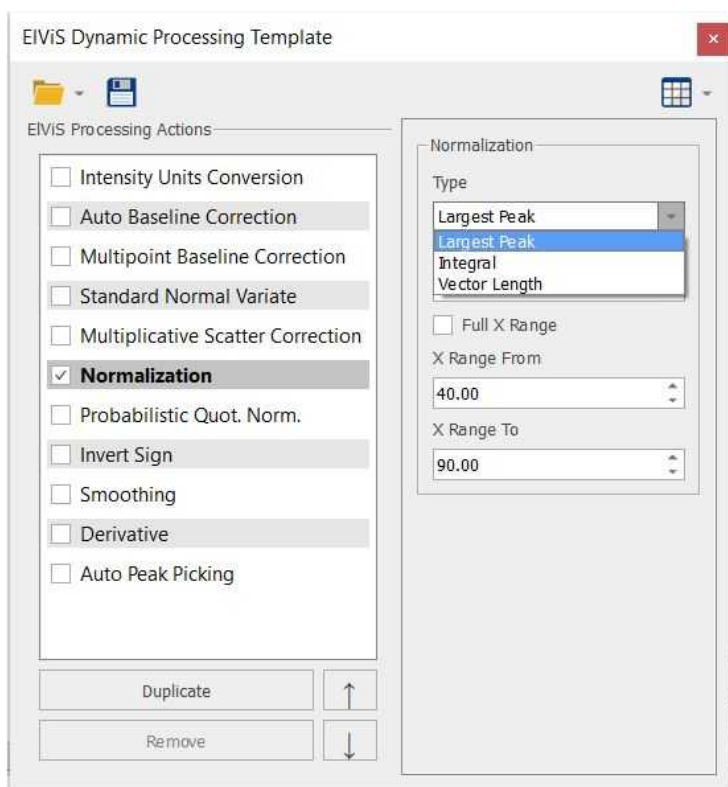 ElViS Dynamic Processing Template
ElViS Processing Actions
Intensity Units Conversion
Auto Baseline Correction
Multipoint Baseline Correction
Standard Normal Variate
Multiplicative Scatter Correction
Normalization
Probabilistic Quot. Norm.
Invert Sign
Smoothing
Derivative
Auto Peak Picking
Duplicate
Remove
Normalization
Type
Largest Peak
Largest Peak
Integral
Vector Length
Full X Range
X Range From
40.00
X Range To
90.00